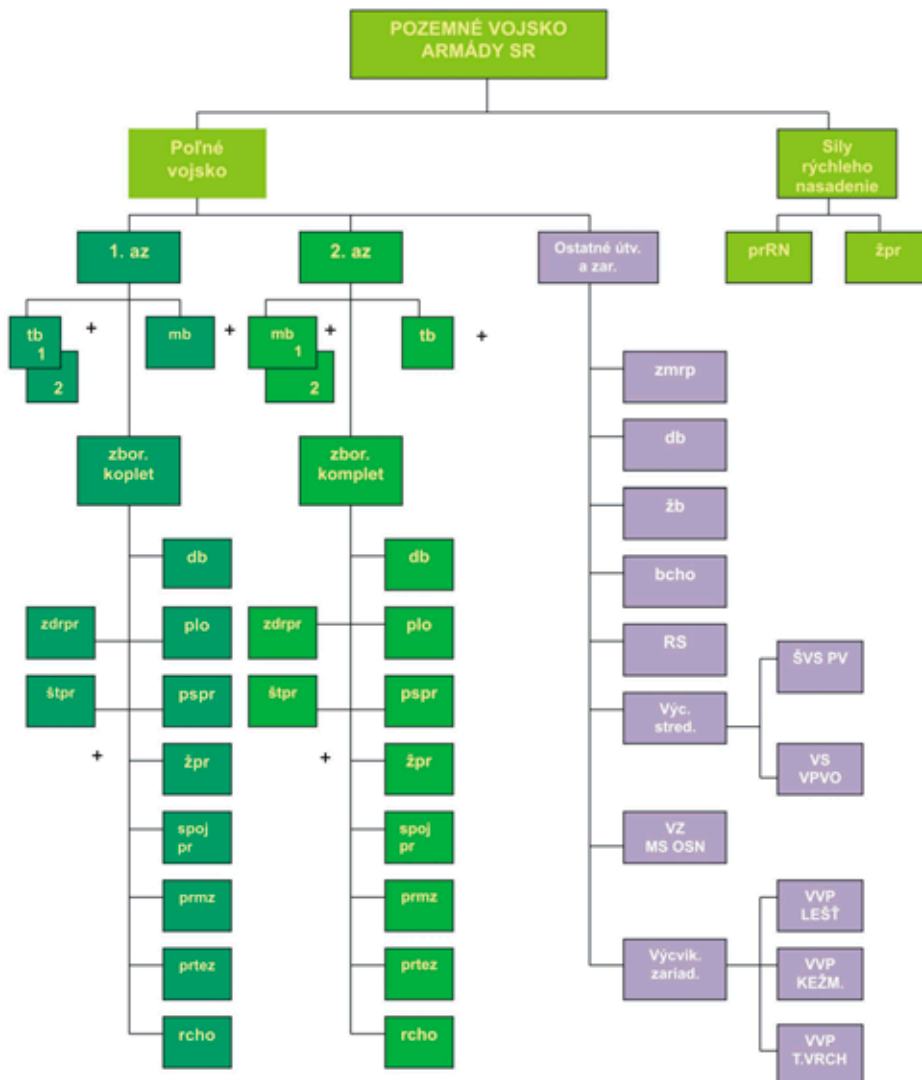 POZEMNÉ VOJSKO
ARMÁDY SR
Poľné
vojsko
Sily
rýchleho
nasadenie
1. az
2. az
Ostatné útv.
a zar.
prRN
žpr
tb
1
2
+
mb
+
mb
1
2
+
tb
+
zbor.
koplet
zbor.
komplet
db
zdrpr
plo
štpr
pspr
+
žpr
spoj
pr
prmz
prtez
rcho
db
zdrpr
plo
štpr
pspr
+
žpr
spoj
pr
prmz
prtez
rcho
zmrp
db
žb
bcho
RS
Výc.
stred.
ŠVS PV
VS
VPVO
VZ
MS OSN
Výcvik.
zariad.
VVP
LEŠŤ
VVP
KEŽM.
VVP
T.VRCH